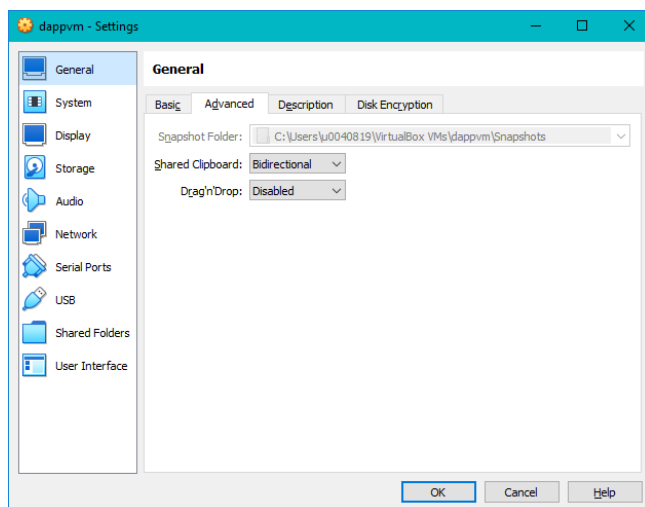 dappvm - Settings
General
System
Display
Storage
Audio
Network
Serial Ports
USB
Shared Folders
User Interface
General
Basic Advanced Description Disk Encryption
Snapshot Folder: C:\Users\u0040819\VirtualBox VMs\dappvm\Snapshots
Shared Clipboard: Bidirectional
Drag'n'Drop: Disabled
OK Cancel Help